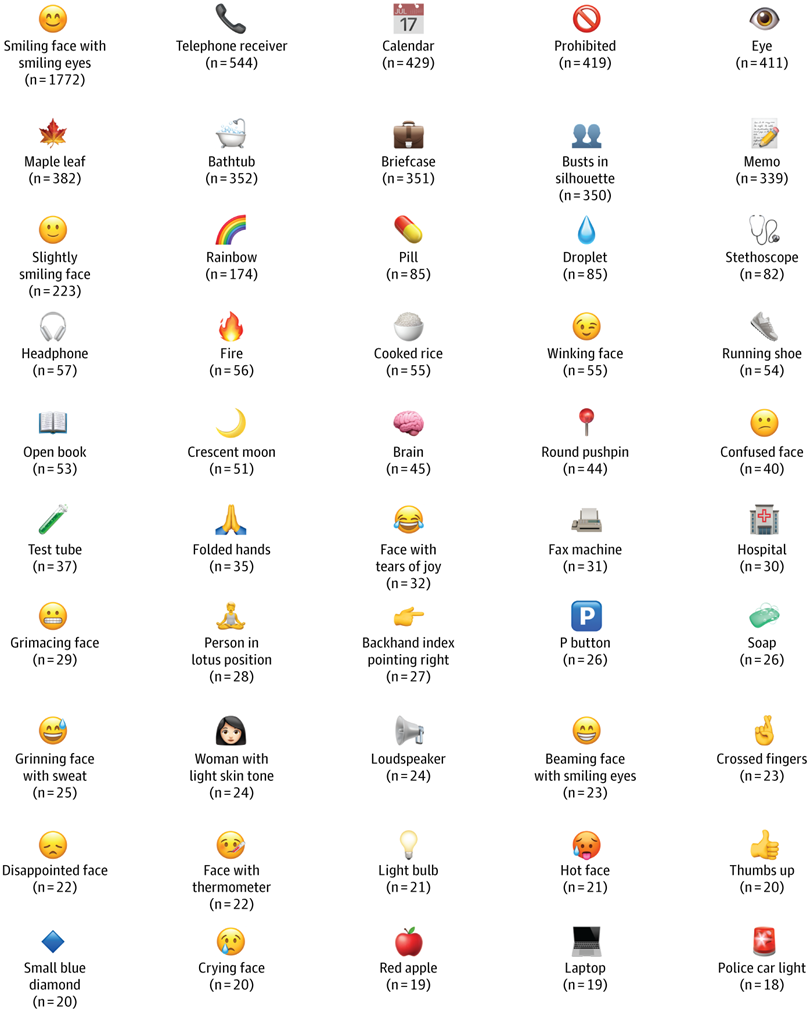 JUL
17
Smiling face with
smiling eyes
(n=1772)
Telephone receiver
(n=544)
Calendar
(n=429)
Prohibited
(n=419)
Eye
(n=411)
Maple leaf
(n=382)
Bathtub
(n=352)
Briefcase
(n=351)
Busts in
silhouette
(n=350)
Memo
(n=339)
Slightly
smiling face
(n=223)
Rainbow
(n=174)
Pill
(n=85)
Droplet
(n=85)
Stethoscope
(n=82)
Headphone
(n=57)
Fire
(n=56)
Cooked rice
(n=55)
Winking face
(n=55)
Running shoe
(n=54)
Open book
(n=53)
Crescent moon
(n=51)
Brain
(n=45)
Round pushpin
(n=44)
Confused face
(n=40)
Test tube
(n=37)
Folded hands
(n=35)
Face with
tears of joy
(n=32)
Fax machine
(n=31)
Hospital
(n=30)
Grimacing face
(n=29)
Person in
lotus position
(n=28)
Backhand index
pointing right
(n=27)
P
P button
(n=26)
Soap
(n=26)
Grinning face
with sweat
(n=25)
Woman with
light skin tone
(n=24)
Loudspeaker
(n=24)
Beaming face
with smiling eyes
(n=23)
Crossed fingers
(n=23)
Disappointed face
(n=22)
Face with
thermometer
(n=22)
Light bulb
(n=21)
Hot face
(n=21)
Thumbs up
(n=20)
Small blue
diamond
(n=20)
Crying face
(n=20)
Red apple
(n=19)
Laptop
(n=19)
Police car light
(n=18)